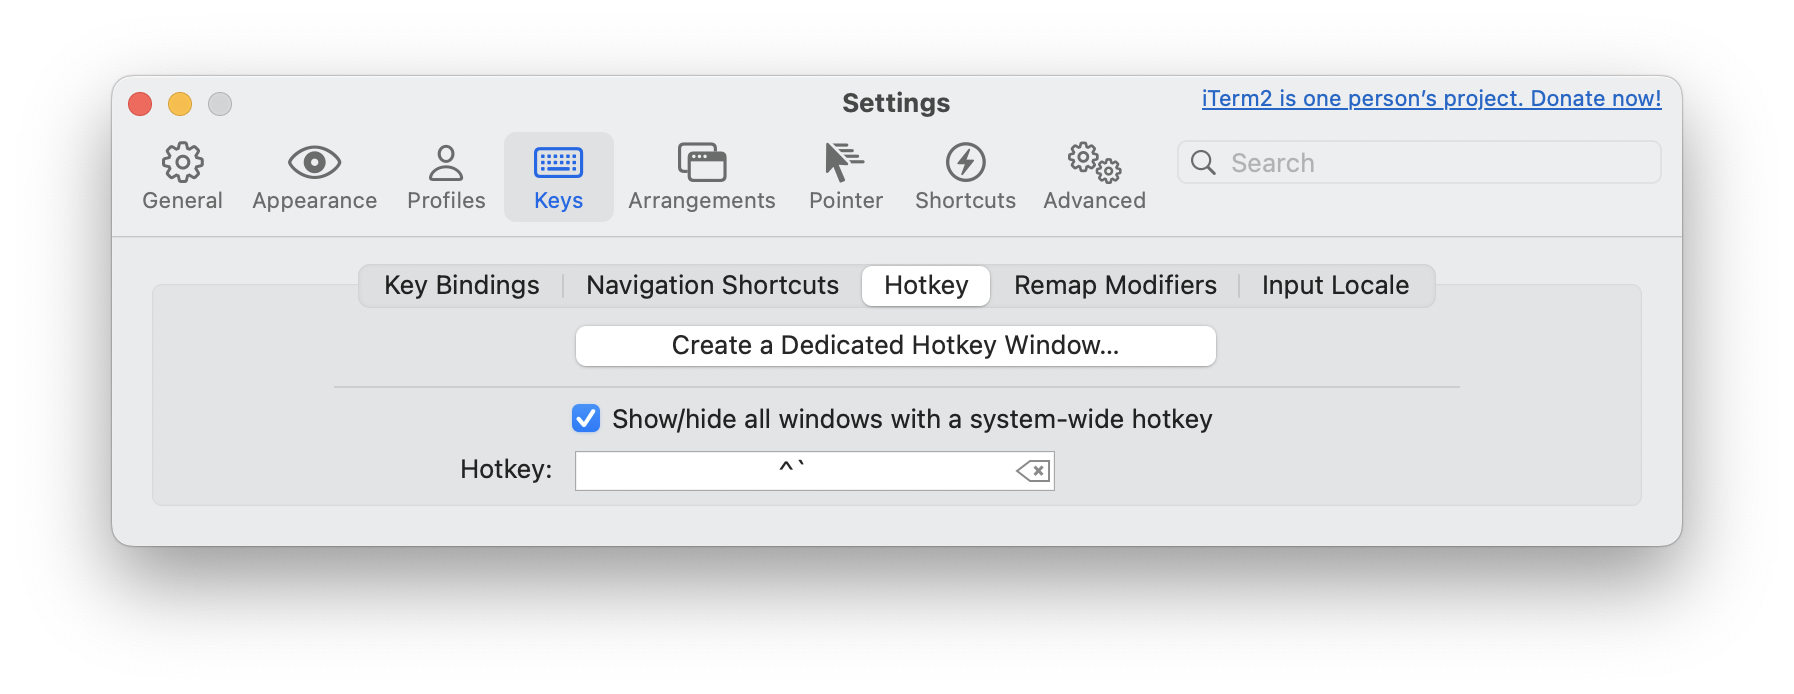 Settings
iTerm2 is one person's project. Donate now!
General Appearance Profiles Keys Arrangements Pointer Shortcuts Advanced Search
Key Bindings Navigation Shortcuts Hotkey Remap Modifiers Input Locale
Create a Dedicated Hotkey Window...
Show/hide all windows with a system-wide hotkey
Hotkey: ^`